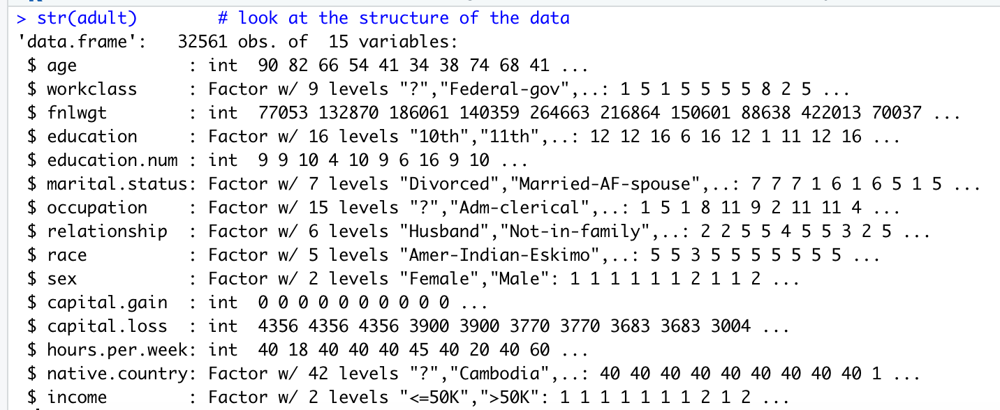 > str(adult)        # look at the structure of the data
'data.frame':   32561 obs. of  15 variables:
 $ age           : int  90 82 66 54 41 34 38 74 68 41 ...
 $ workclass     : Factor w/ 9 levels "?","Federal-gov",..: 1 5 1 5 5 5 5 8 2 5 ...
 $ fnlwgt        : int  77053 132870 186061 140359 264663 216864 150601 88638 422013 70037 ...
 $ education     : Factor w/ 16 levels "10th","11th",..: 12 12 16 6 16 12 1 11 12 16 ...
 $ education.num : int  9 9 10 4 10 9 6 16 9 10 ...
 $ marital.status: Factor w/ 7 levels "Divorced","Married-AF-spouse",..: 7 7 7 1 6 1 6 5 1 5 ...
 $ occupation    : Factor w/ 15 levels "?","Adm-clerical",..: 1 5 1 8 11 9 2 11 11 4 ...
 $ relationship  : Factor w/ 6 levels "Husband","Not-in-family",..: 2 2 5 5 4 5 5 3 2 5 ...
 $ race          : Factor w/ 5 levels "Amer-Indian-Eskimo",..: 5 5 3 5 5 5 5 5 5 5 ...
 $ sex           : Factor w/ 2 levels "Female","Male": 1 1 1 1 1 1 2 1 1 2 ...
 $ capital.gain  : int  0 0 0 0 0 0 0 0 0 0 ...
 $ capital.loss  : int  4356 4356 4356 3900 3900 3770 3770 3683 3683 3004 ...
 $ hours.per.week: int  40 18 40 40 40 45 40 20 40 60 ...
 $ native.country: Factor w/ 42 levels "?","Cambodia",..: 40 40 40 40 40 40 40 40 40 1 ...
 $ income        : Factor w/ 2 levels "<=50K",">50K": 1 1 1 1 1 1 1 2 1 2 ...